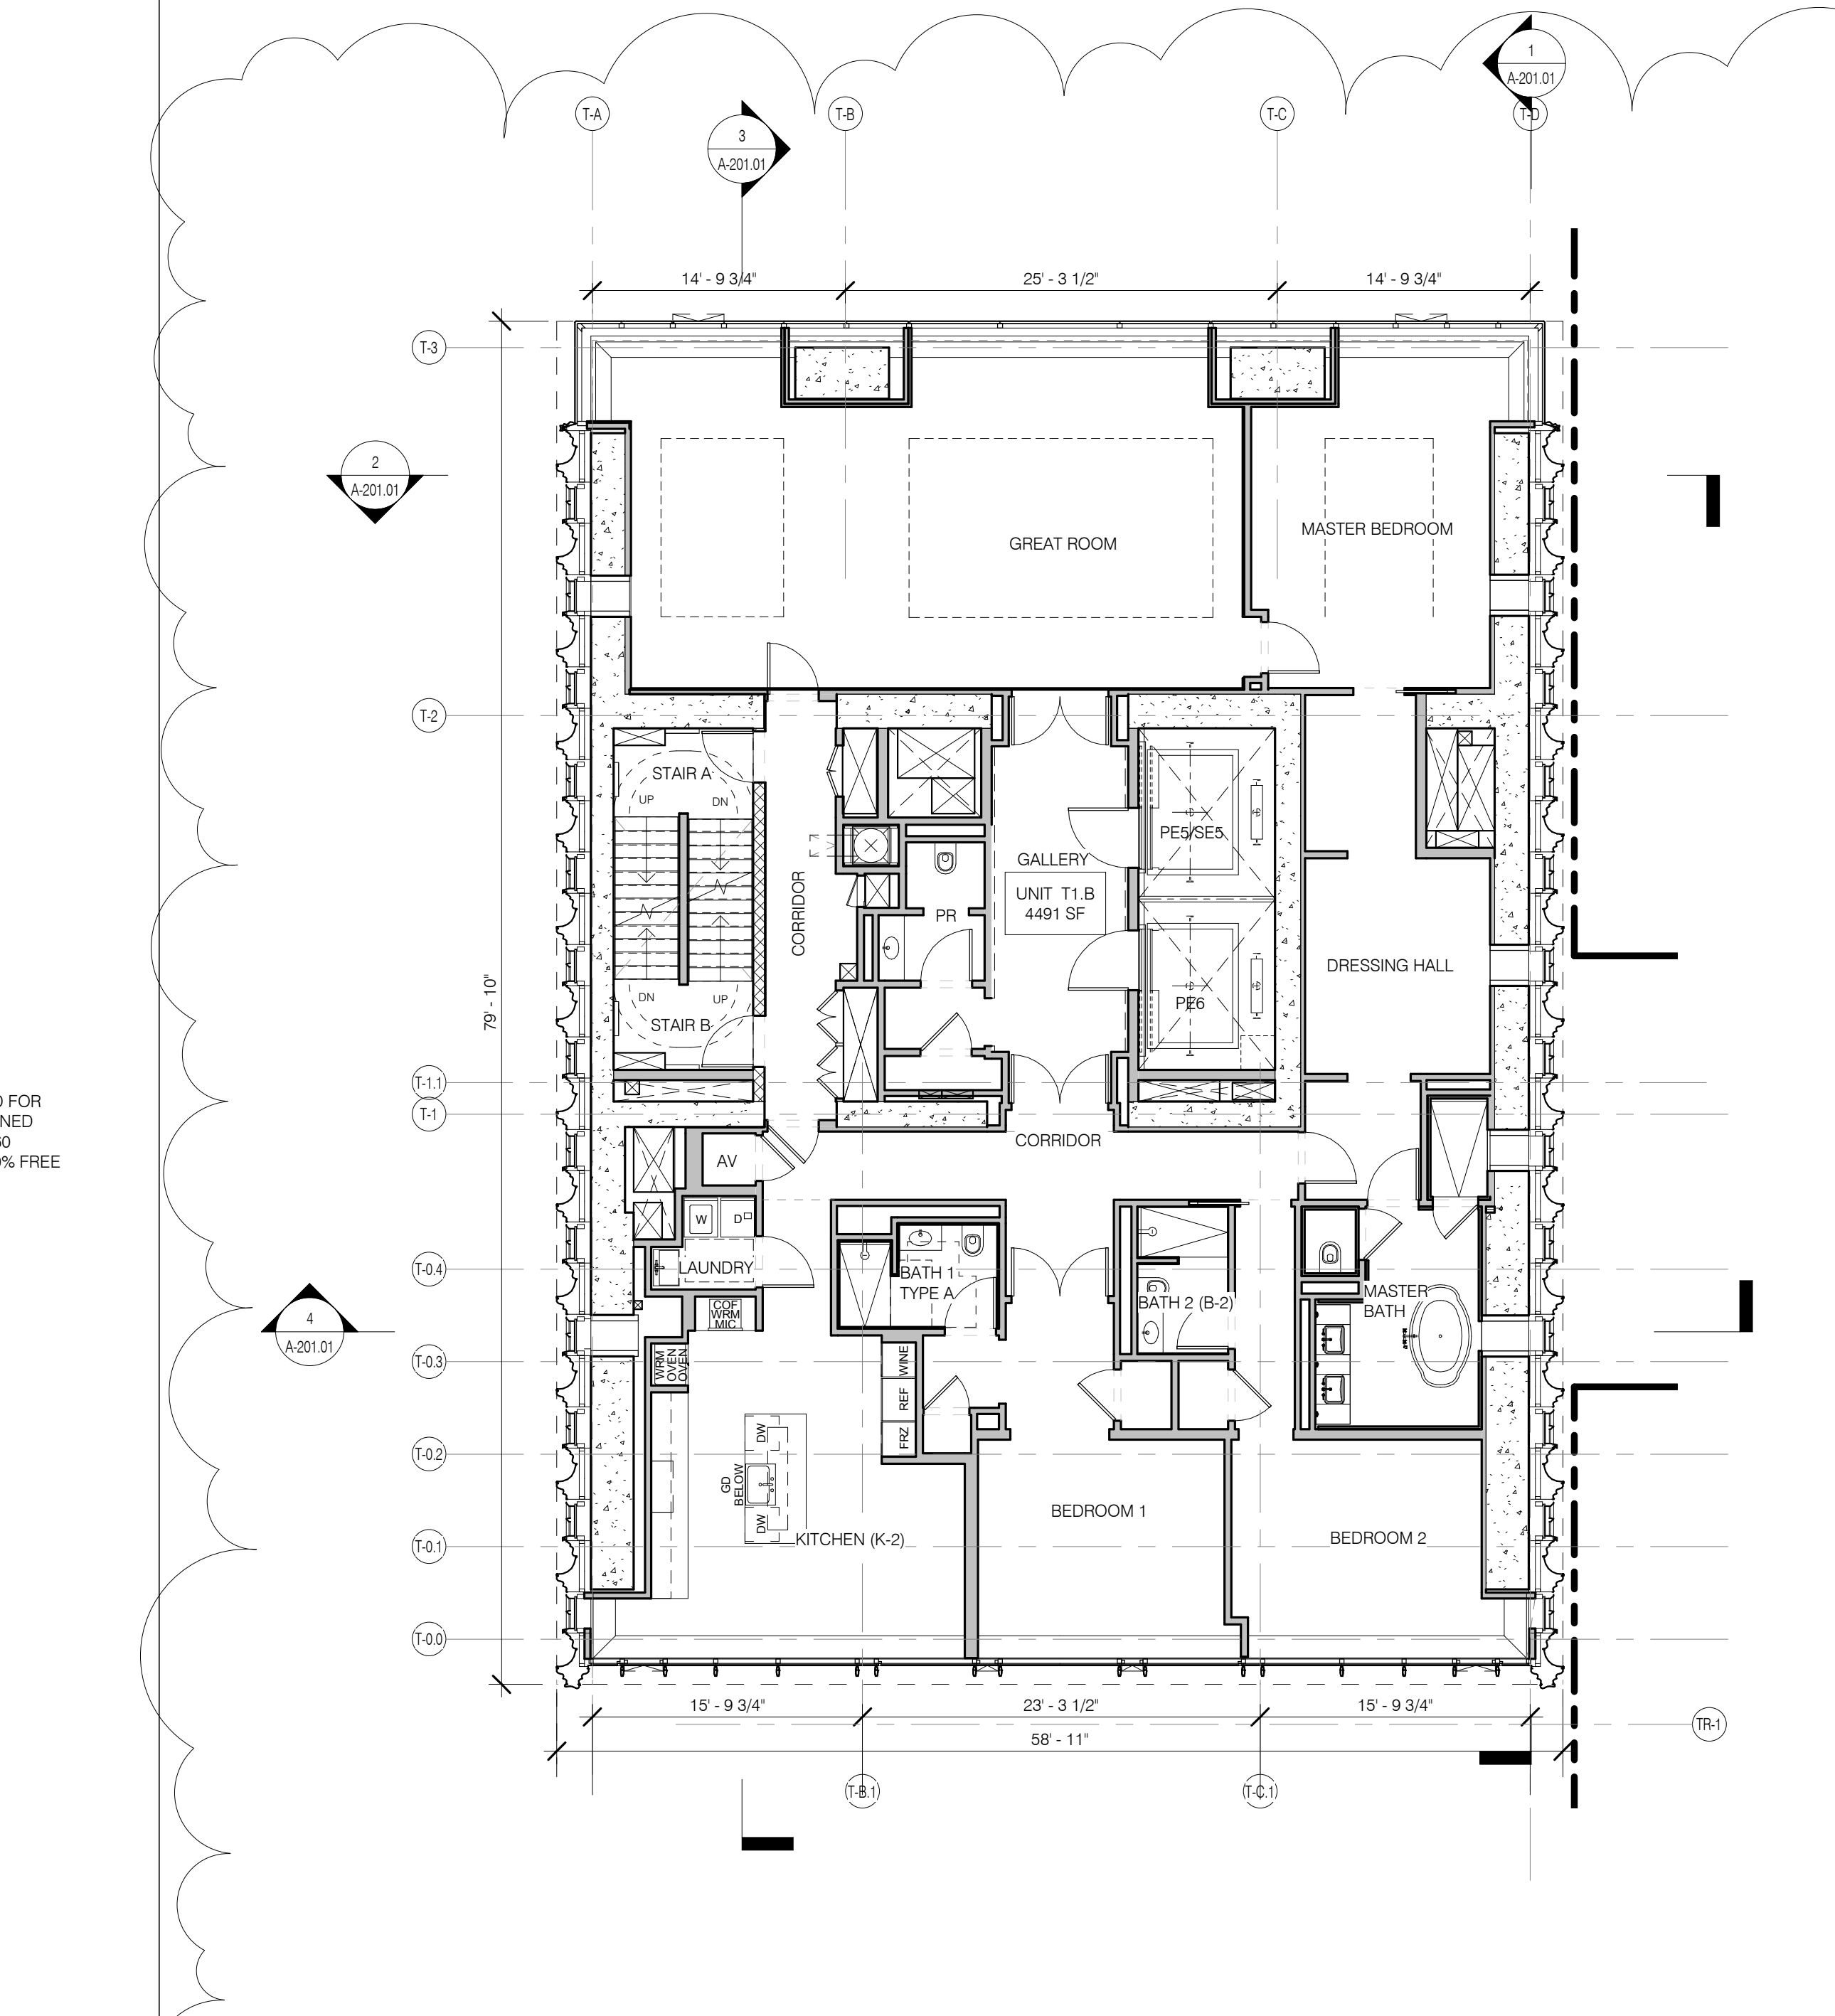 1
A-201.01
T-A
T-B
T-C
T-D
3
A-201.01
14' - 9 3/4"
25' - 3 1/2"
14' - 9 3/4"
T-3
2
A-201.01
GREAT ROOM
MASTER BEDROOM
T-2
STAIR A
UP
DN
PE5/SE5
GALLERY
UNIT T1.B
4491 SF
CORRIDOR
PR
DRESSING HALL
79' - 10"
DN
UP
STAIR B
PE6
T-1.1
T-1
FOR
% FREE
CORRIDOR
AV
W
D
T-0.4
LAUNDRY
BATH 1
TYPE A
BATH 2 (B-2)
MASTER
BATH
COF
WRM
MIC
4
A-201.01
T-0.3
WRM
OVEN
OVEN
WINE
REF
FRZ
T-0.2
DW
GD
BELOW
DW
KITCHEN (K-2)
BEDROOM 1
BEDROOM 2
T-0.1
T-0.0
15' - 9 3/4"
23' - 3 1/2"
15' - 9 3/4"
TR-1
58' - 11"
T-B.1
T-C.1